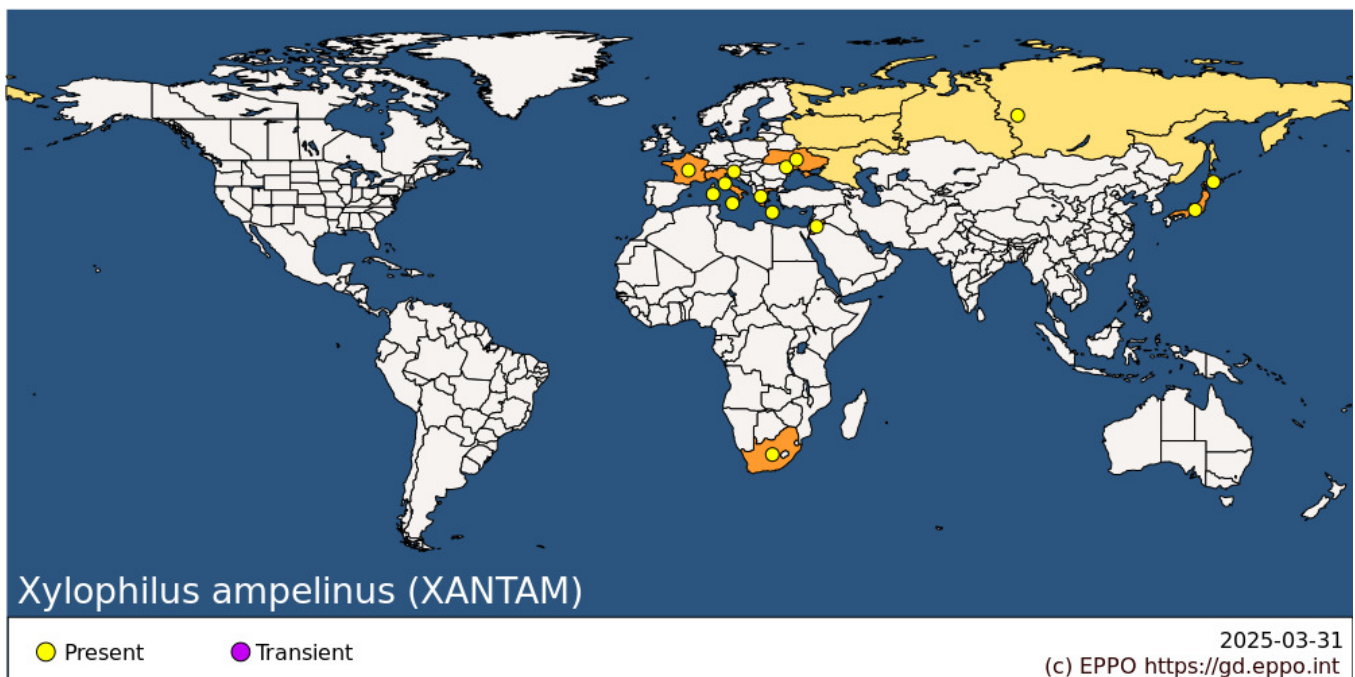 Xylophilus ampelinus (XANTAM)
Present
Transient
2025-03-31
(c) EPPO https://gd.eppo.int